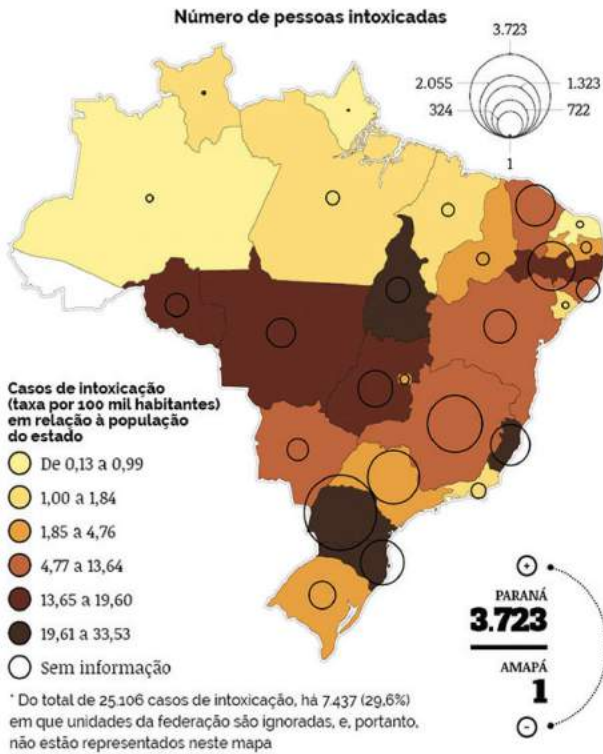 Número de pessoas intoxicadas
3.723
2.055
1.323
324
722
1
Casos de intoxicação
(taxa por 100 mil habitantes)
em relação à população
do estado
De 0,13 a 0,99
1,00 a 1,84
1,85 a 4,76
4,77 a 13,64
13,65 a 19,60
19,61 a 33,53
Sem informação
+
PARANÁ
3.723
AMAPÁ
1
-
* Do total de 25.106 casos de intoxicação, há 7.437 (29,6%)
em que unidades da federação são ignoradas, e, portanto,
não estão representados neste mapa